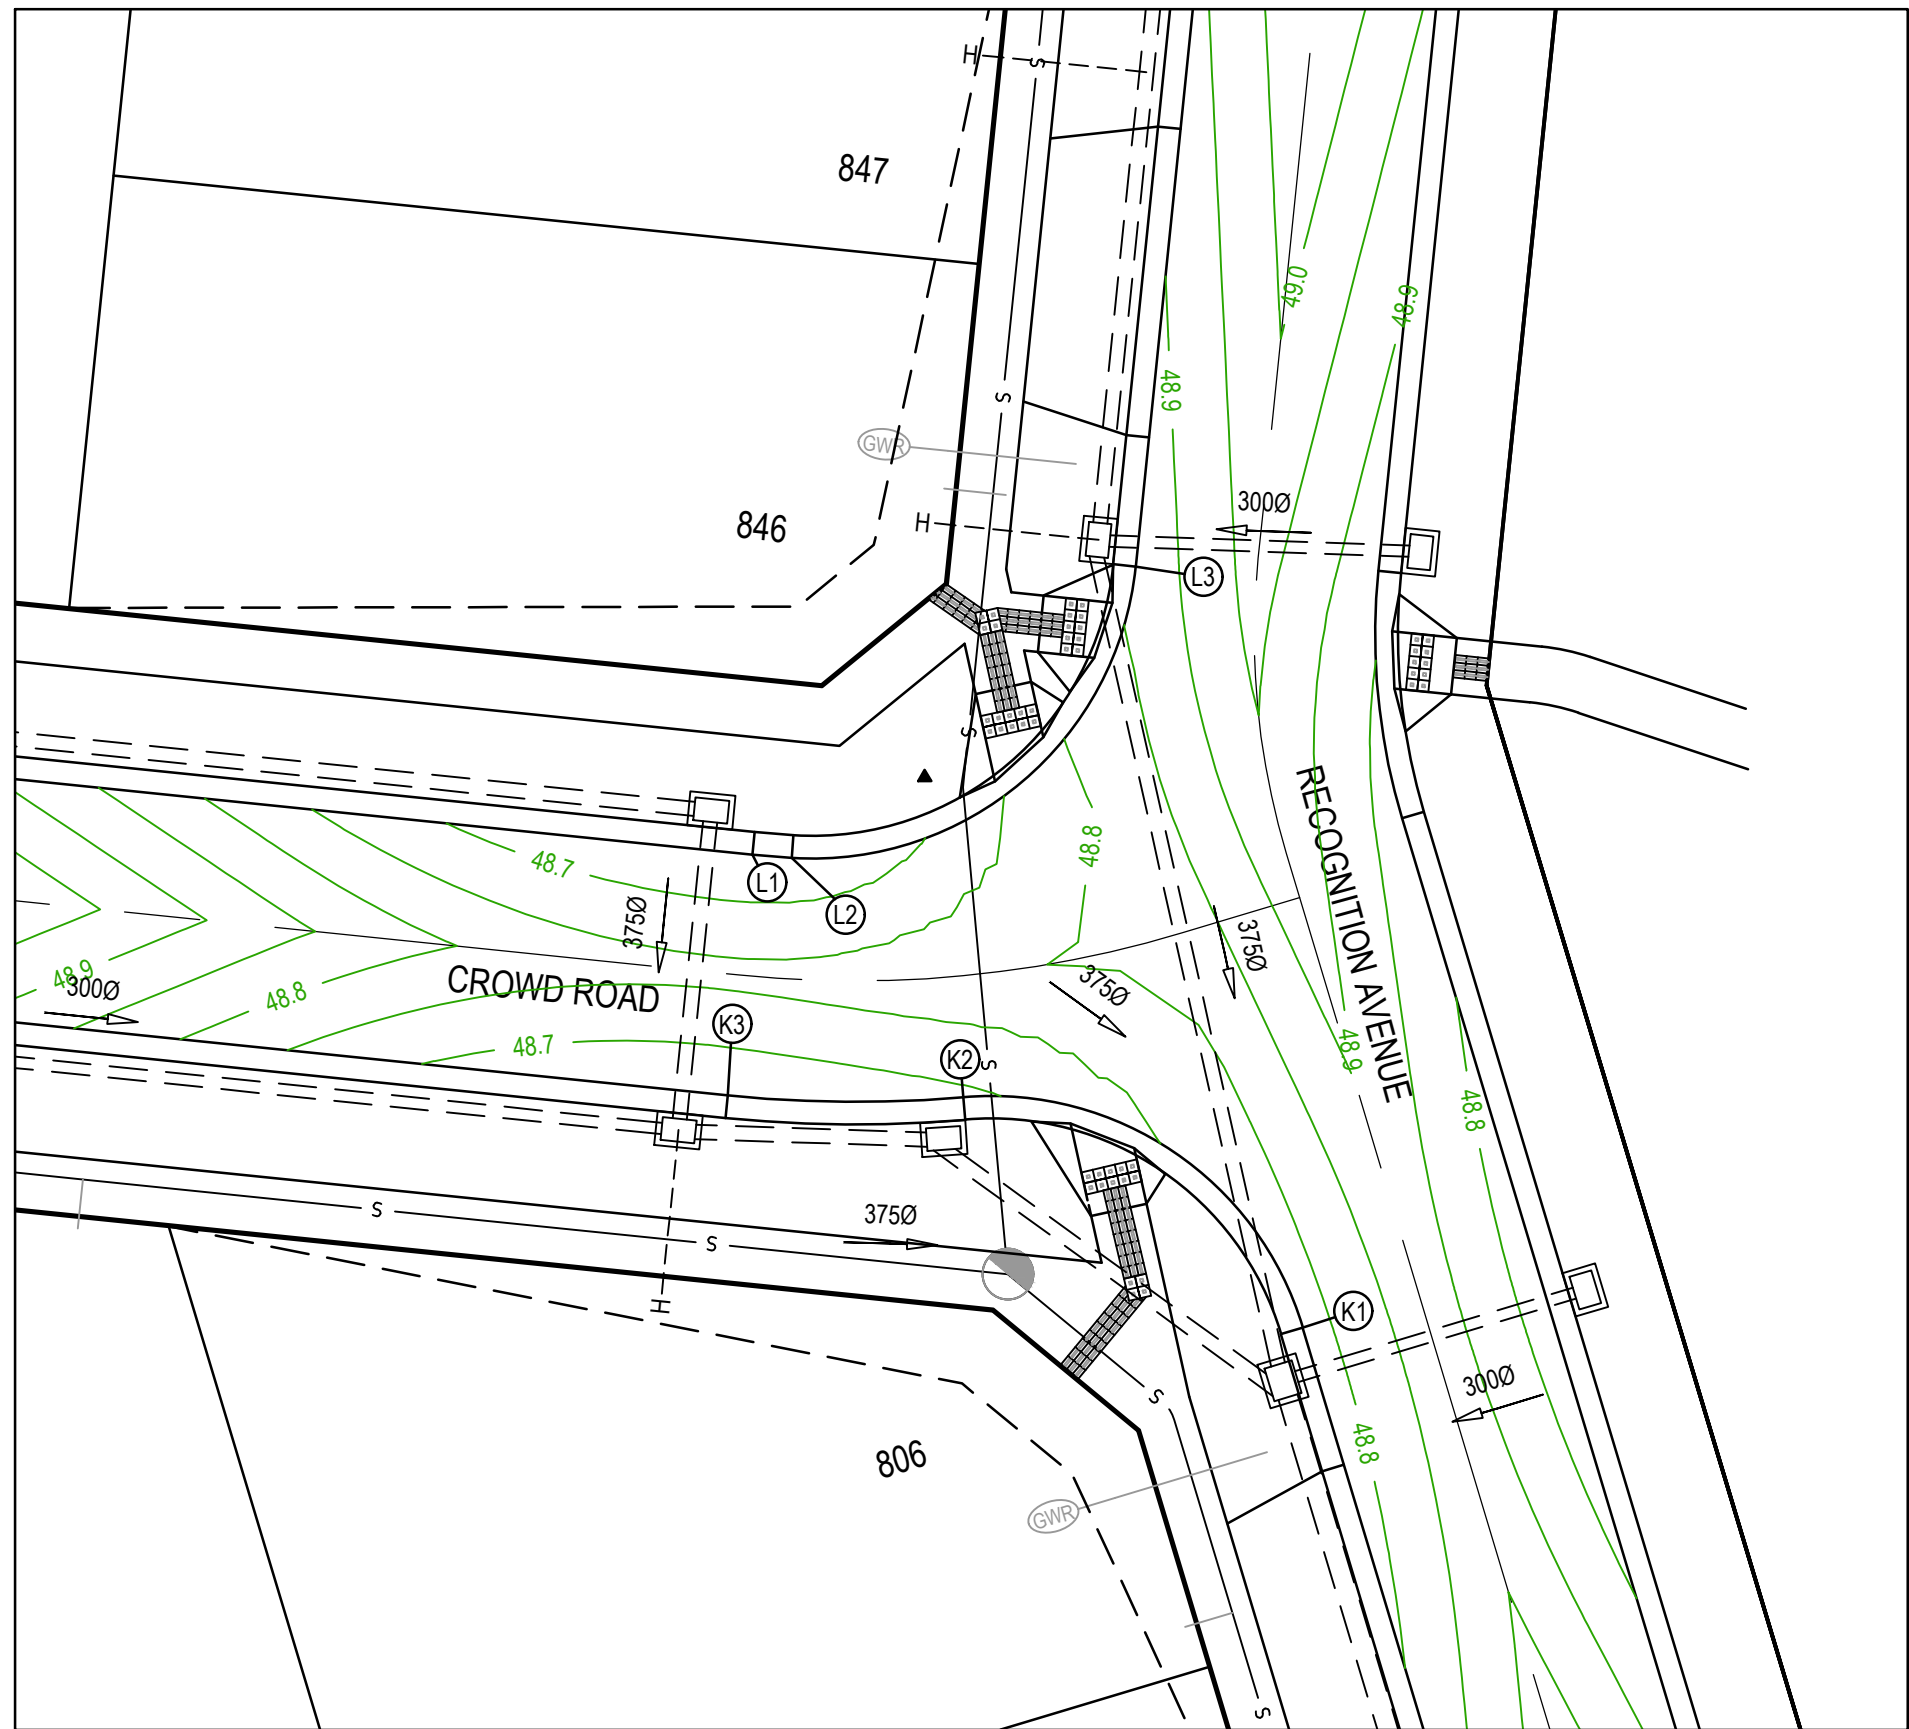 H
S
847
49.0
48.9
48.9
S
GWR
300Ø
846
H
L3
S
RECOGNITION AVENUE
48.8
48.7
L1
L2
375Ø
375Ø
48.9
300Ø
48.8
CROWD ROAD
375Ø
K3
48.7
K2
S
48.9
48.8
S
375Ø
S
H
K1
300Ø
S
48.8
806
GWR
S